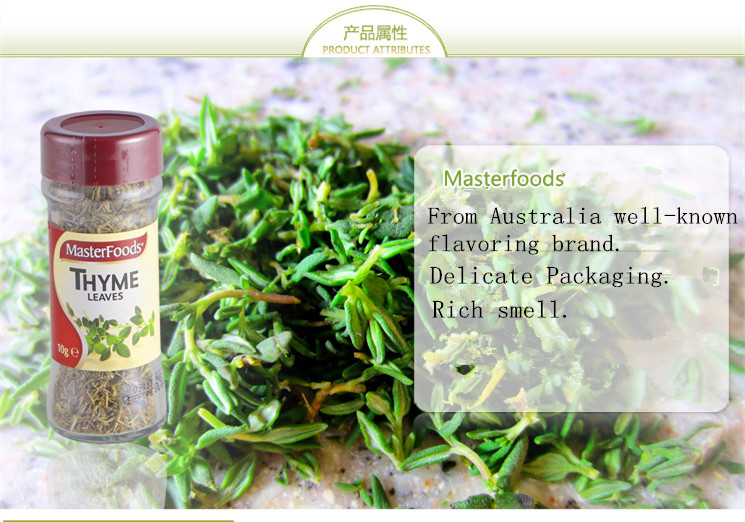 产品属性
PRODUCT ATTRIBUTES
Masterfoods
From Australia well-known
flavoring brand.
Delicate Packaging.
Rich smell.
MasterFoods
THYME
LEAVES
10g e